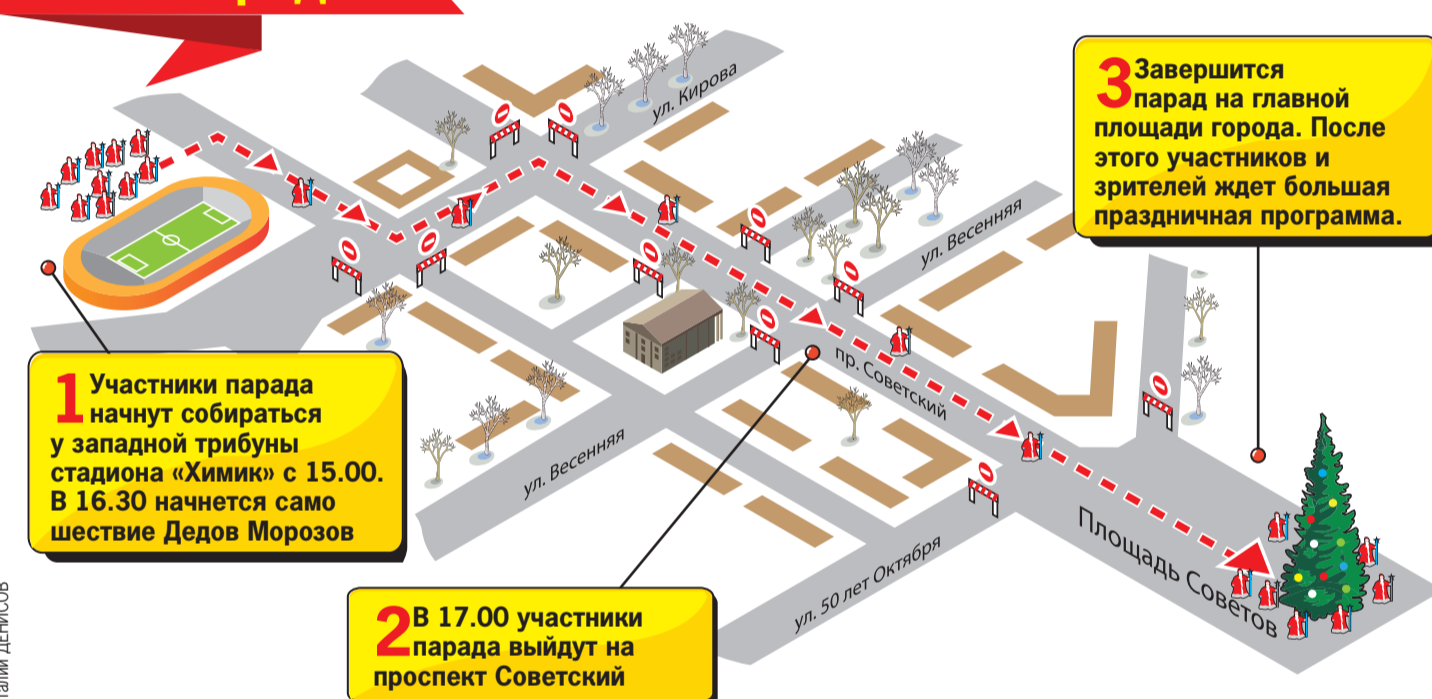 1 Участники парада
начнут собираться
у западной трибуны
стадиона «Химик» с 15.00.
В 16.30 начнется само
шествие Дедов Морозов
2 В 17.00 участники
парада выйдут на
проспект Советский
3 Завершится
парад на главной
площади города. После
этого участников и
зрителей ждет большая
праздничная программа.
ул. Кирова
ул. Весенняя
пр. Советский
ул. Весенняя
ул. 50 лет Октября
Площадь Советов
ДЕНИСОВ